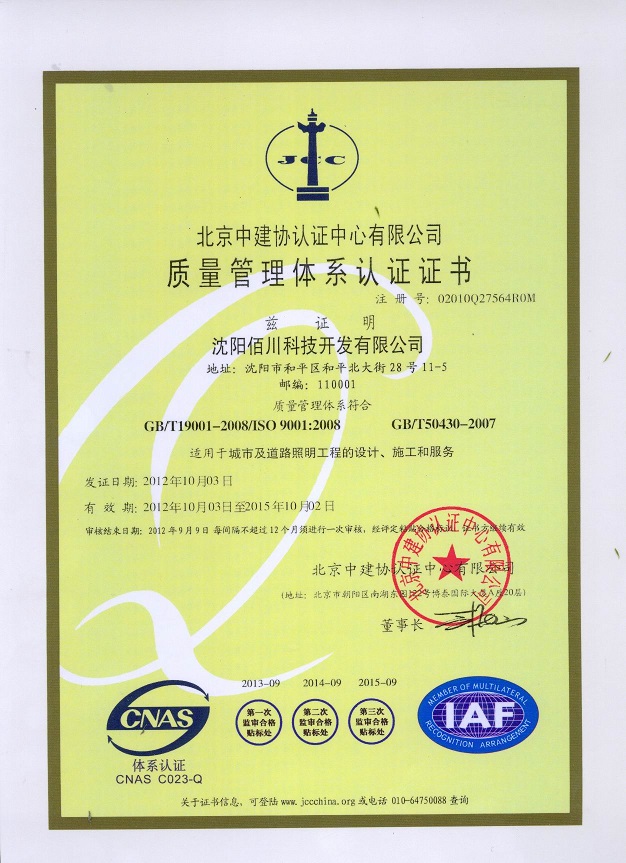 JCC
北京中建协认证中心有限公司
质量管理体系认证证书
注 册 号: 02010Q27564R0M
兹 证 明
沈阳佰川科技开发有限公司
地址: 沈阳市和平区和平北大街 28 号 11-5
邮编: 110001
质量管理体系符合
GB/T19001-2008/ISO 9001:2008 GB/T50430-2007
适用于城市及道路照明工程的设计、施工和服务
发证日期: 2012年10月03日
有 效 期: 2012年10月03日至2015年10月02日
审核结束日期: 2012 年 9 月 9 日 每间隔不超过 12 个月须进行一次审核, 经评定粘贴合格标识, 证书方继续有效
北京中建协认证中心有限公司
北京中建协认证中心有限公司
(地址: 北京市朝阳区南湖东园122号博泰国际大厦A座20层)
董事长
2013-09 2014-09 2015-09
第一次
监审合格
贴标处
第二次
监审合格
贴标处
第三次
监审合格
贴标处
CNAS
体系认证
CNAS C023-Q
MEMBER OF MULTILATERAL
IAF
RECOGNITION ARRANGEMENT
关于证书信息, 可登陆 www.jccchina.org 或电话 010-64750088 查询